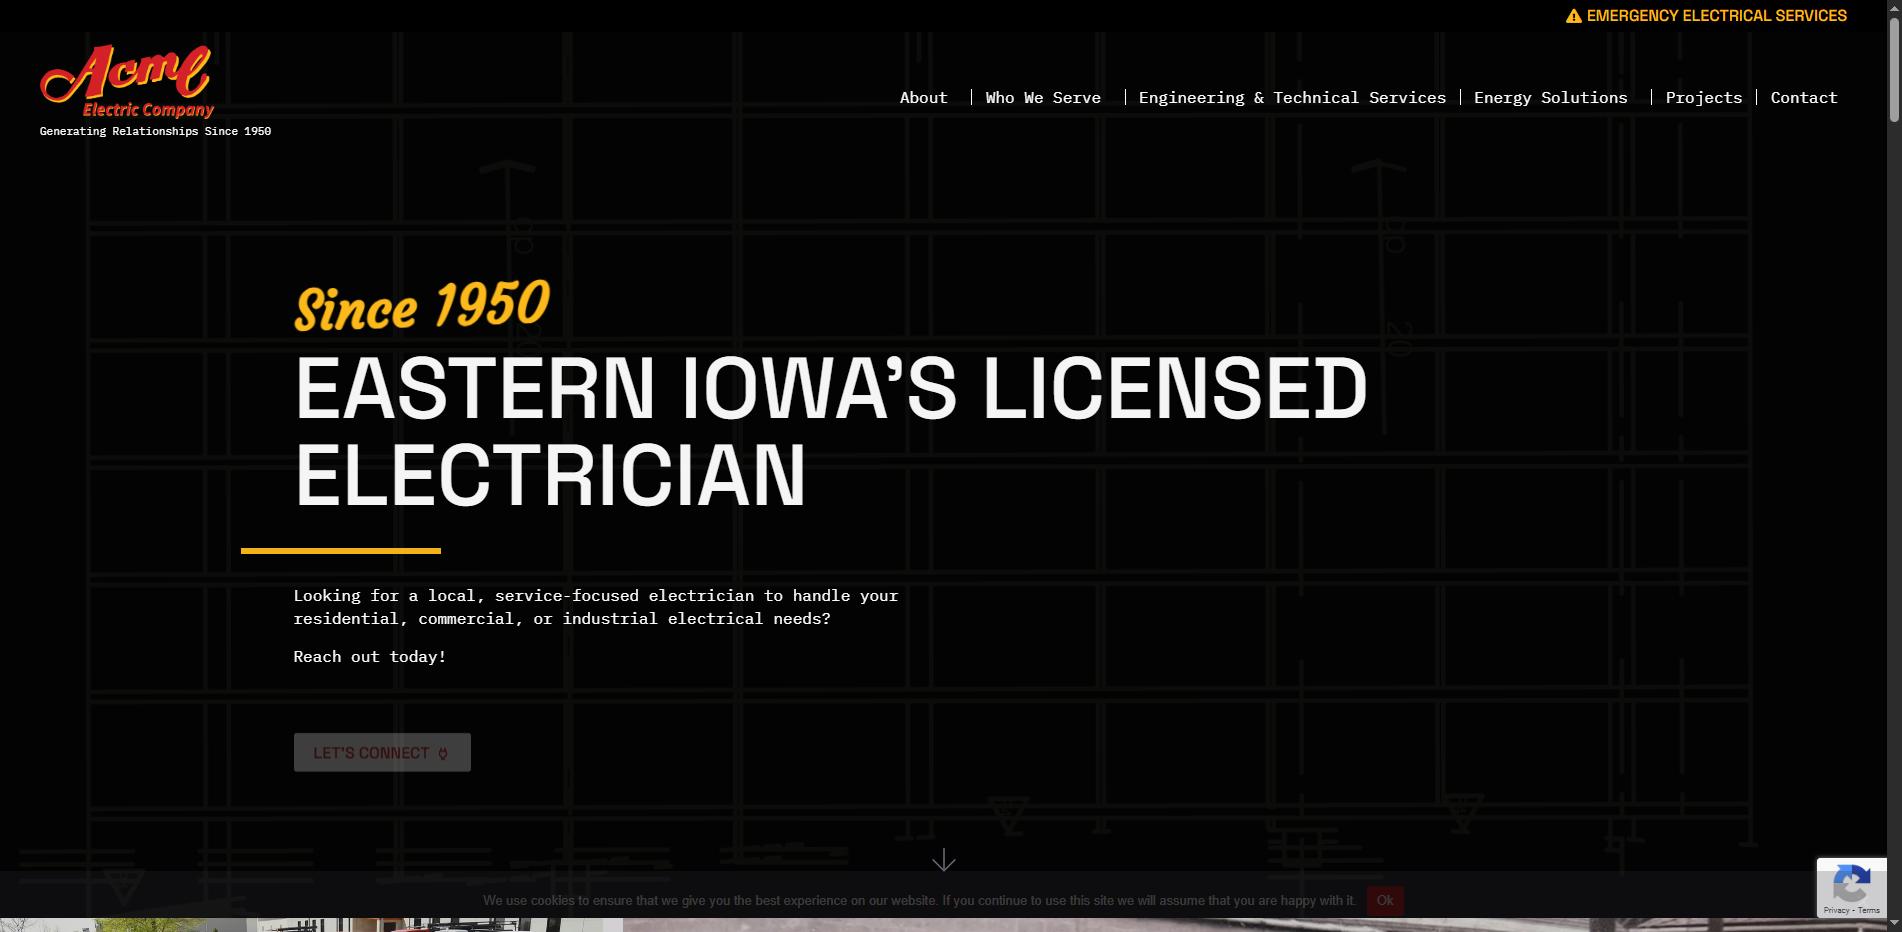 EMERGENCY ELECTRICAL SERVICES
Acme
Electric Company
Generating Relationships Since 1950
About
Who We Serve
Engineering & Technical Services
Energy Solutions
Projects
Contact
Since 1950
EASTERN IOWA’S LICENSED
ELECTRICIAN
Looking for a local, service-focused electrician to handle your
residential, commercial, or industrial electrical needs?
Reach out today!
LET’S CONNECT
We use cookies to ensure that we give you the best experience on our website. If you continue to use this site we will assume that you are happy with it.
Ok
Privacy - Terms